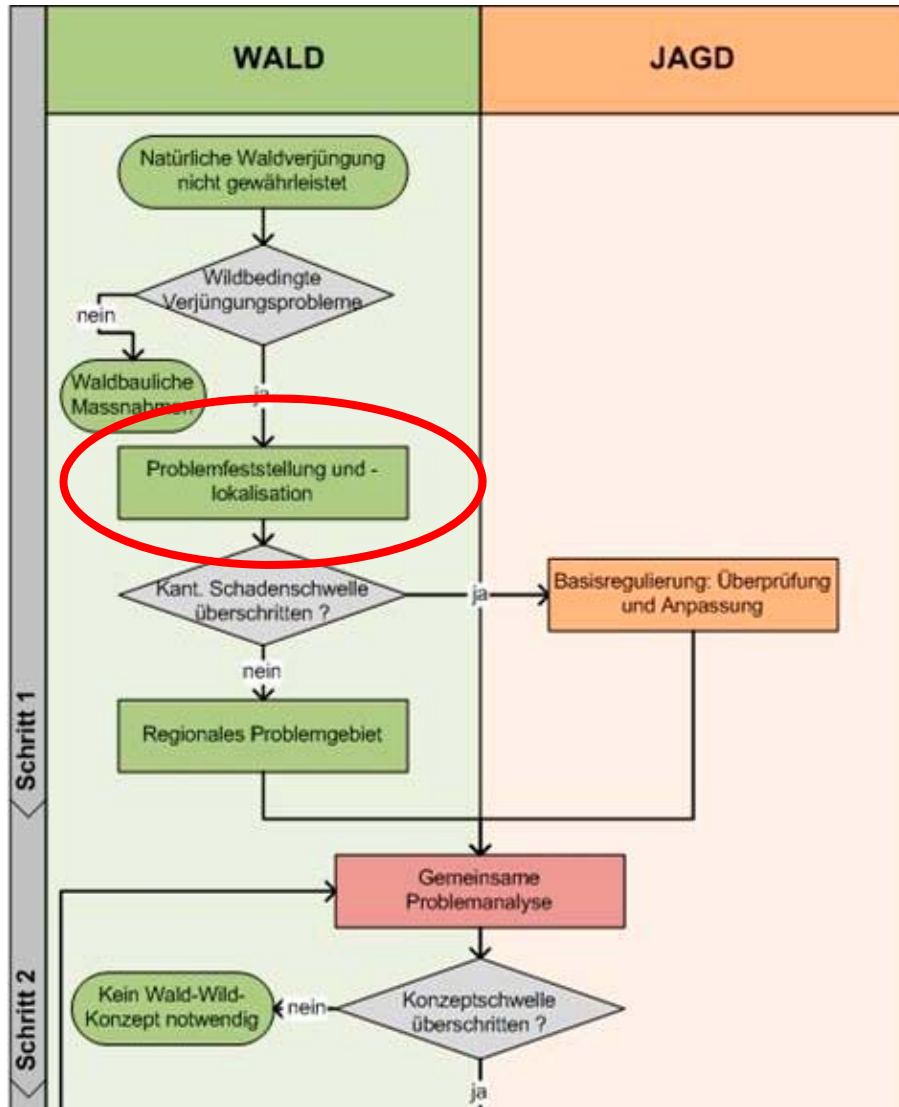 WALD
JAGD
Natürliche Waldverjüngung
nicht gewährleistet
Wildbedingte
Verjüngungsprobleme
nein
ja
Waldbauliche
Massnahmen
Problemfeststellung und -
lokalisation
Kant. Schadenschwelle
überschritten ?
ja
Basisregulierung: Überprüfung
und Anpassung
nein
Regionales Problemgebiet
Schritt 1
Gemeinsame
Problemanalyse
Konzeptschwelle
überschritten ?
nein
Kein Wald-Wild-
Konzept notwendig
ja
Schritt 2